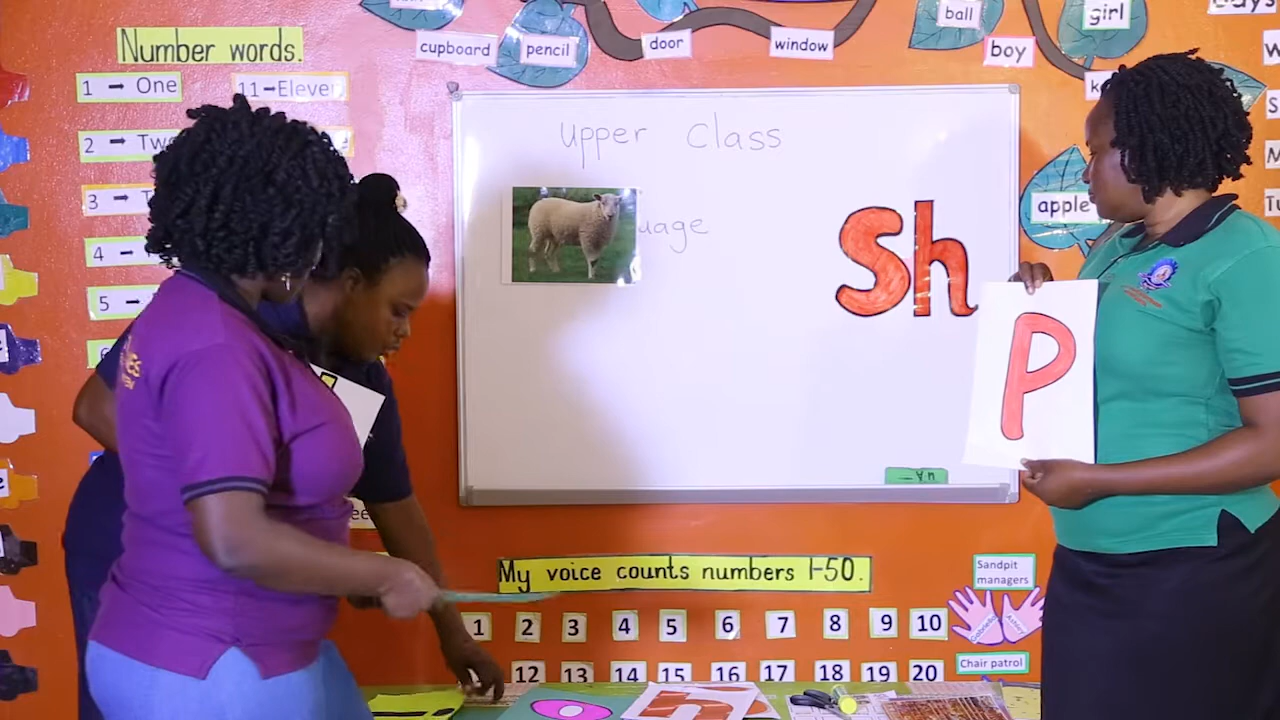 Number words.
1 → One
11→Eleven
2 → Two
3 →
4 →
5 →
cupboard
pencil
door
window
ball
boy
girl
apple
Upper Class
uage
Sh
P
My voice counts numbers 1-50.
1 2 3 4 5 6 7 8 9 10
12 13 14 15 16 17 18 19 20
Sandpit
managers
Chair patrol